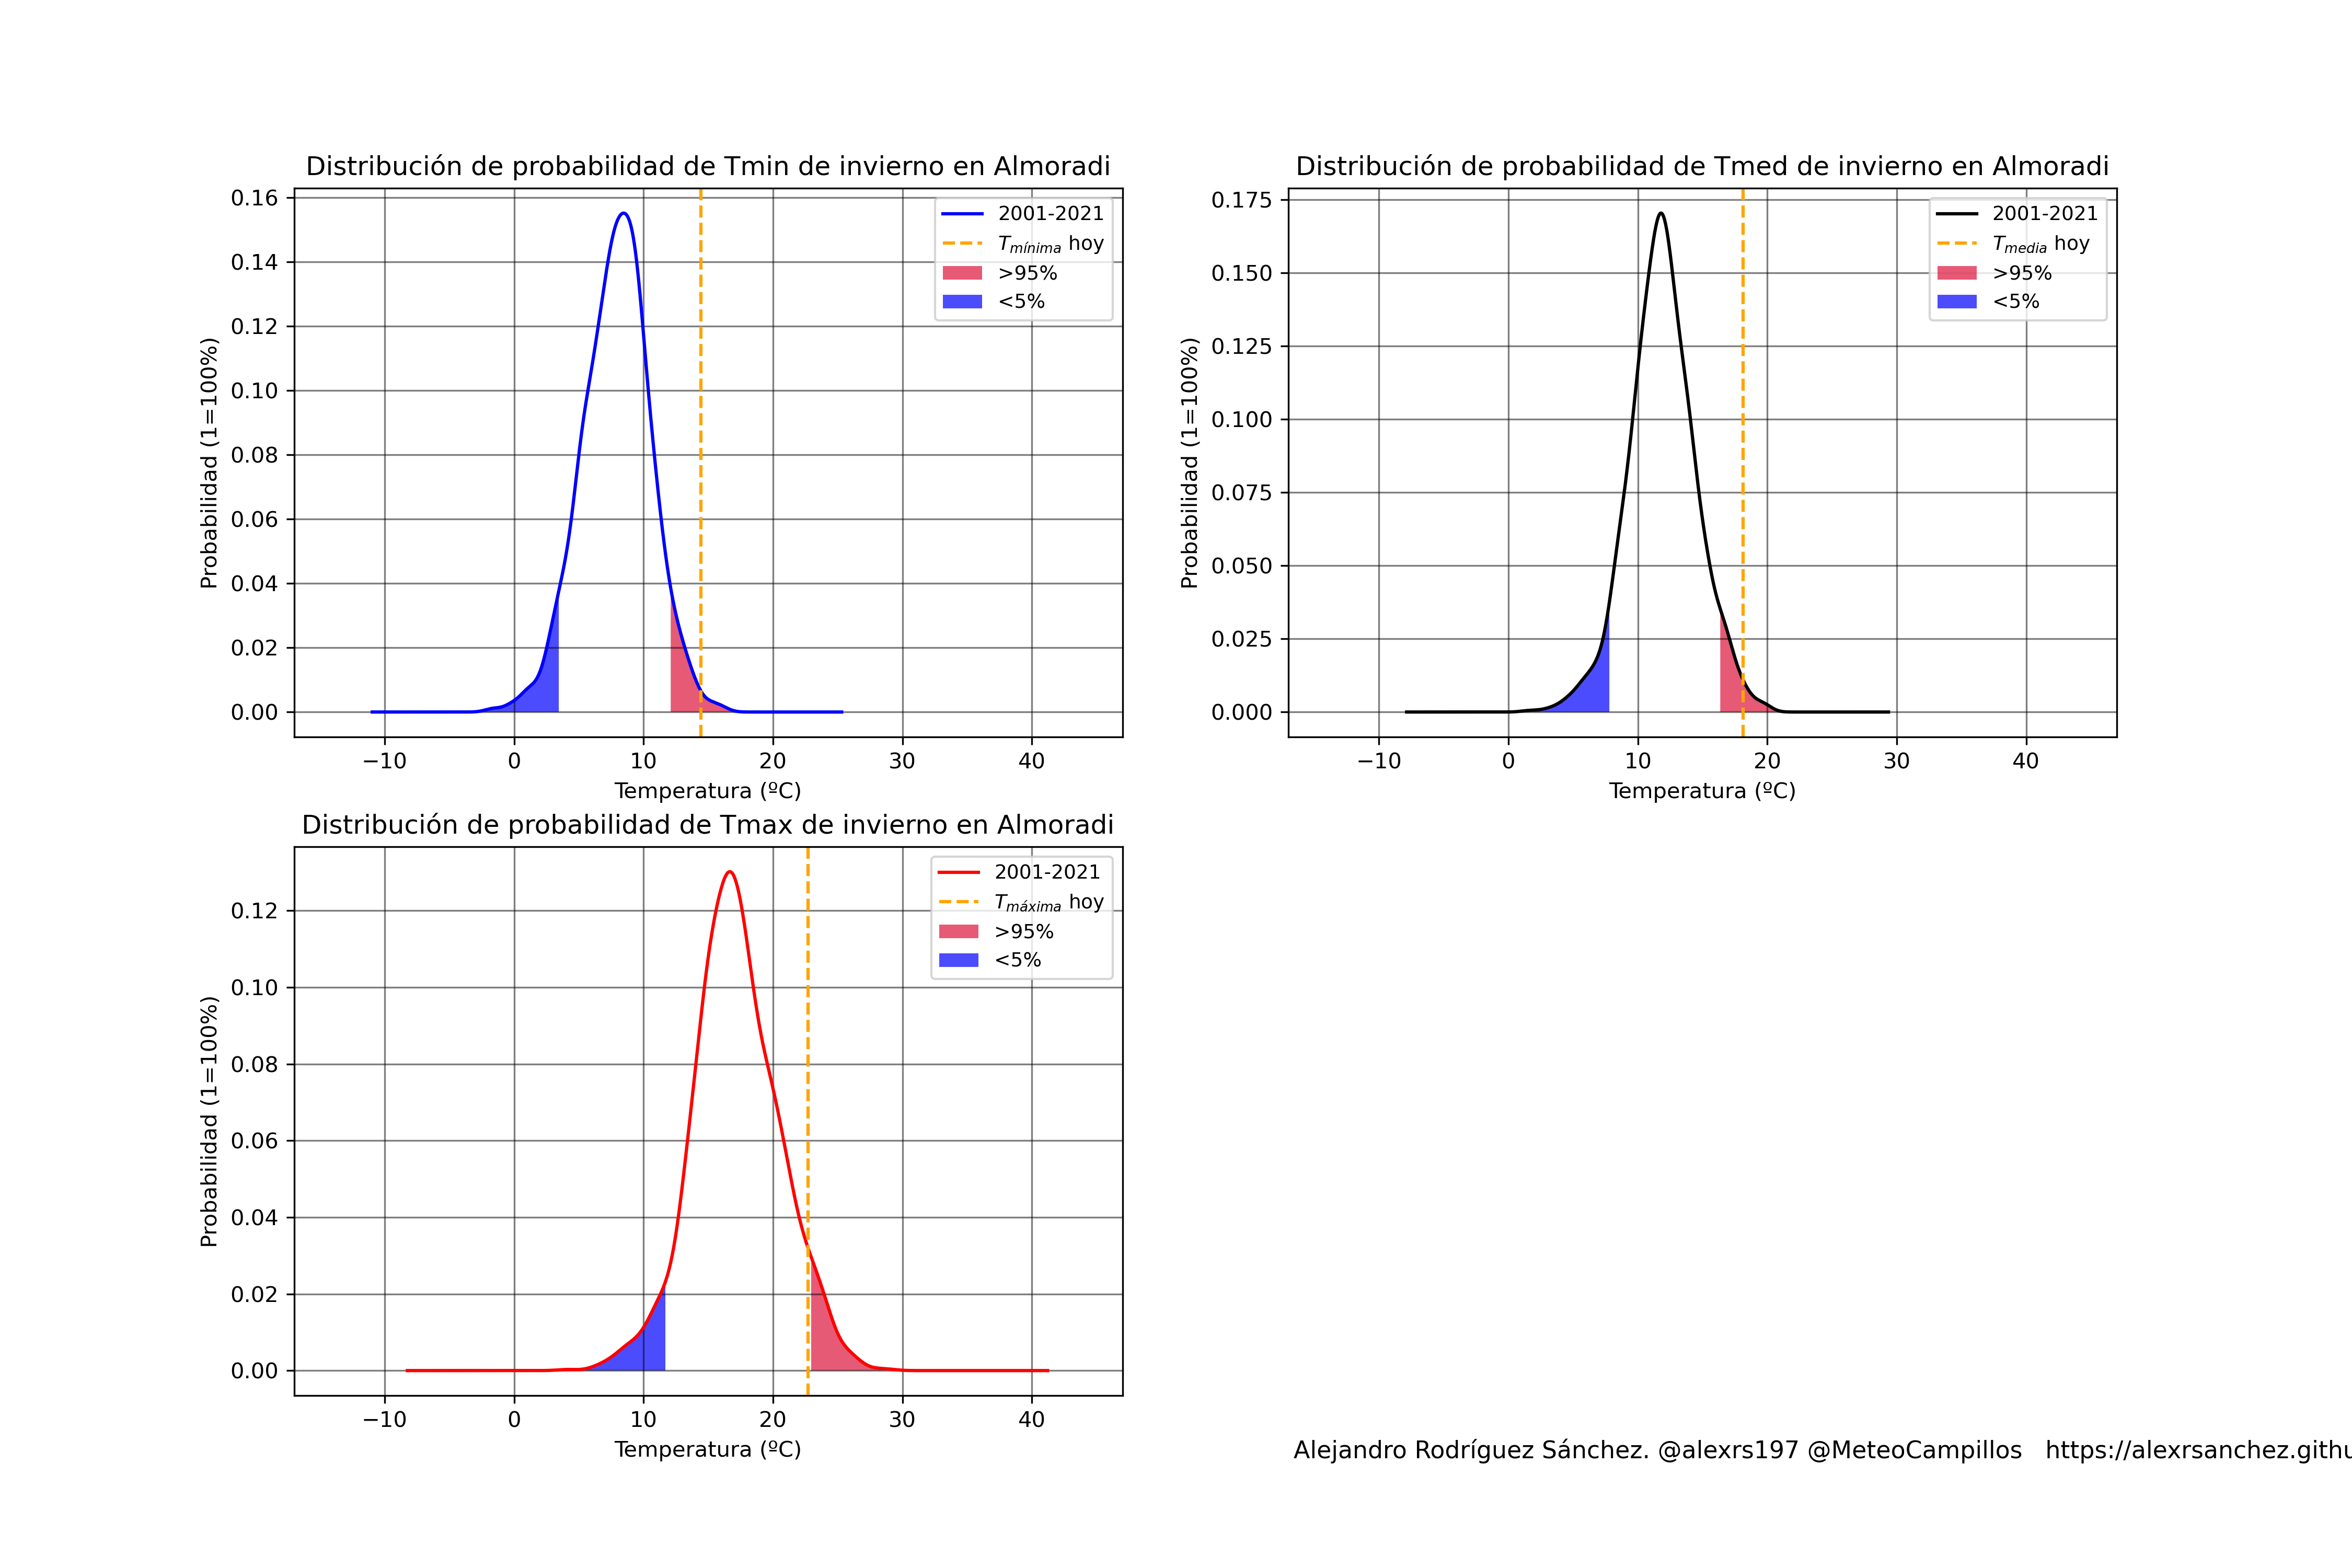 Distribución de probabilidad de Tmin de invierno en Almoradi
0.16
0.14
0.12
0.10
0.08
0.06
0.04
0.02
0.00
Probabilidad (1=100%)
−10 0 10 20 30 40
Temperatura (ºC)
2001-2021
Tmínima hoy
>95%
<5%
Distribución de probabilidad de Tmed de invierno en Almoradi
0.175
0.150
0.125
0.100
0.075
0.050
0.025
0.000
Probabilidad (1=100%)
−10 0 10 20 30 40
Temperatura (ºC)
2001-2021
Tmedia hoy
>95%
<5%
Distribución de probabilidad de Tmax de invierno en Almoradi
0.12
0.10
0.08
0.06
0.04
0.02
0.00
Probabilidad (1=100%)
−10 0 10 20 30 40
Temperatura (ºC)
2001-2021
Tmáxima hoy
>95%
<5%
Alejandro Rodríguez Sánchez. @alexrs197 @MeteoCampillos https://alexrsanchez.githu